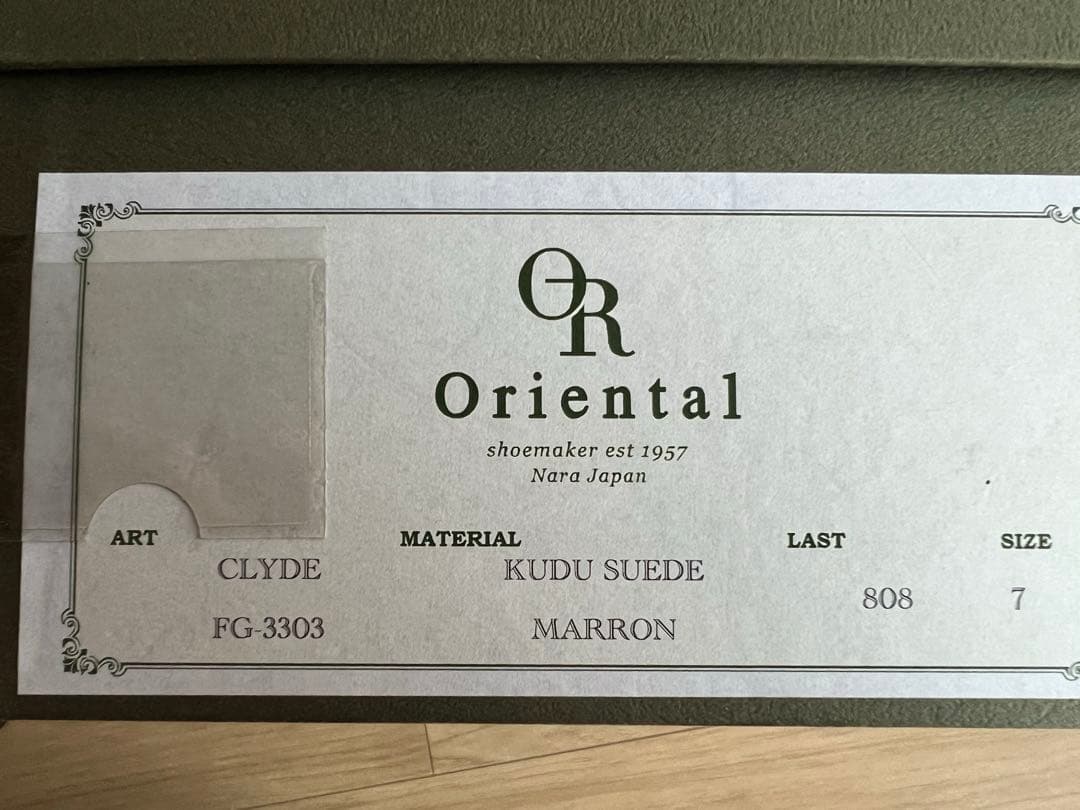 OR
Oriental
shoemaker est 1957
Nara Japan
ART MATERIAL LAST SIZE
CLYDE KUDU SUEDE
808 7
FG-3303 MARRON